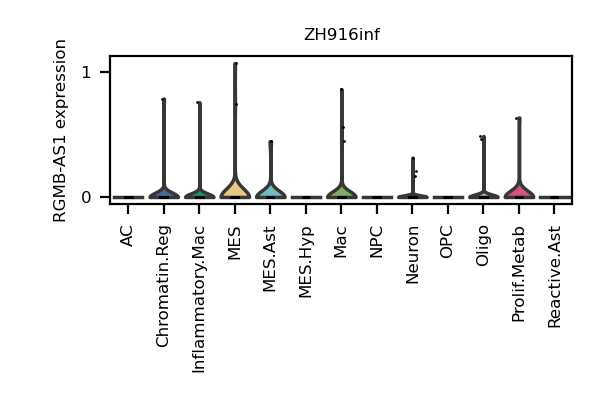 ZH916inf
RGMB-AS1 expression
1
0
AC
Chromatin.Reg
Inflammatory.Mac
MES
MES.Ast
MES.Hyp
Mac
NPC
Neuron
OPC
Oligo
Prolif.Metab
Reactive.Ast